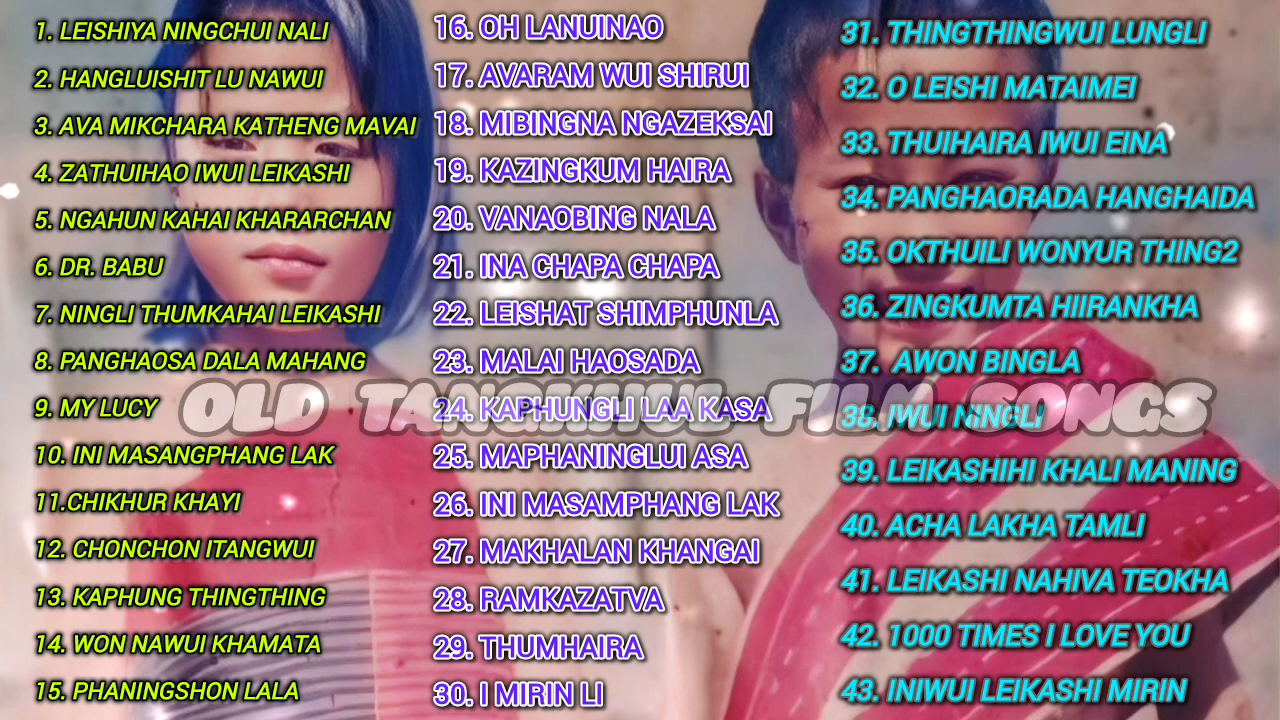 1. LEISHIYA NINGCHUI NALI
2. HANGLUISHIT LU NAWUI
3. AVA MIKCHARA KATHENG MAVAI
4. ZATHUIHAO IWUI LEIKASHI
5. NGAHUN KAHAI KHARARCHAN
6. DR. BABU
7. NINGLI THUMKAHAI LEIKASHI
8. PANGHAOSA DALA MAHANG
9. MY LUCY
10. INI MASANGPHANG LAK
11.CHIKHUR KHAYI
12. CHONCHON ITANGWUI
13. KAPHUNG THINGTHING
14. WON NAWUI KHAMATA
15. PHANINGSHON LALA
16. OH LANUINAO
17. AVARAM WUI SHIRUI
18. MIBINGNA NGAZEKSAI
19. KAZINGKUM HAIRA
20. VANAOBING NALA
21. INA CHAPA CHAPA
22. LEISHAT SHIMPHUNLA
23. MALAI HAOSADA
24. KAPHUNGLI LAA KASA
25. MAPHANINGLUI ASA
26. INI MASAMPHANG LAK
27. MAKHALAN KHANGAI
28. RAMKAZATVA
29. THUMHAIRA
30. I MIRIN LI
31. THINGTHINGWUI LUNGLI
32. O LEISHI MATAIMEI
33. THUIHAIRA IWUI EINA
34. PANGHAORADA HANGHAIDA
35. OKTHUILI WONYUR THING2
36. ZINGKUMTA HIIRANKHA
37. AWON BINGLA
38. IWUI NINGLI
39. LEIKASHIHI KHALI MANING
40. ACHA LAKHA TAMLI
41. LEIKASHI NAHIVA TEOKHA
42. 1000 TIMES I LOVE YOU
43. INIWUI LEIKASHI MIRIN
OLD TANGKHUL FILM SONGS